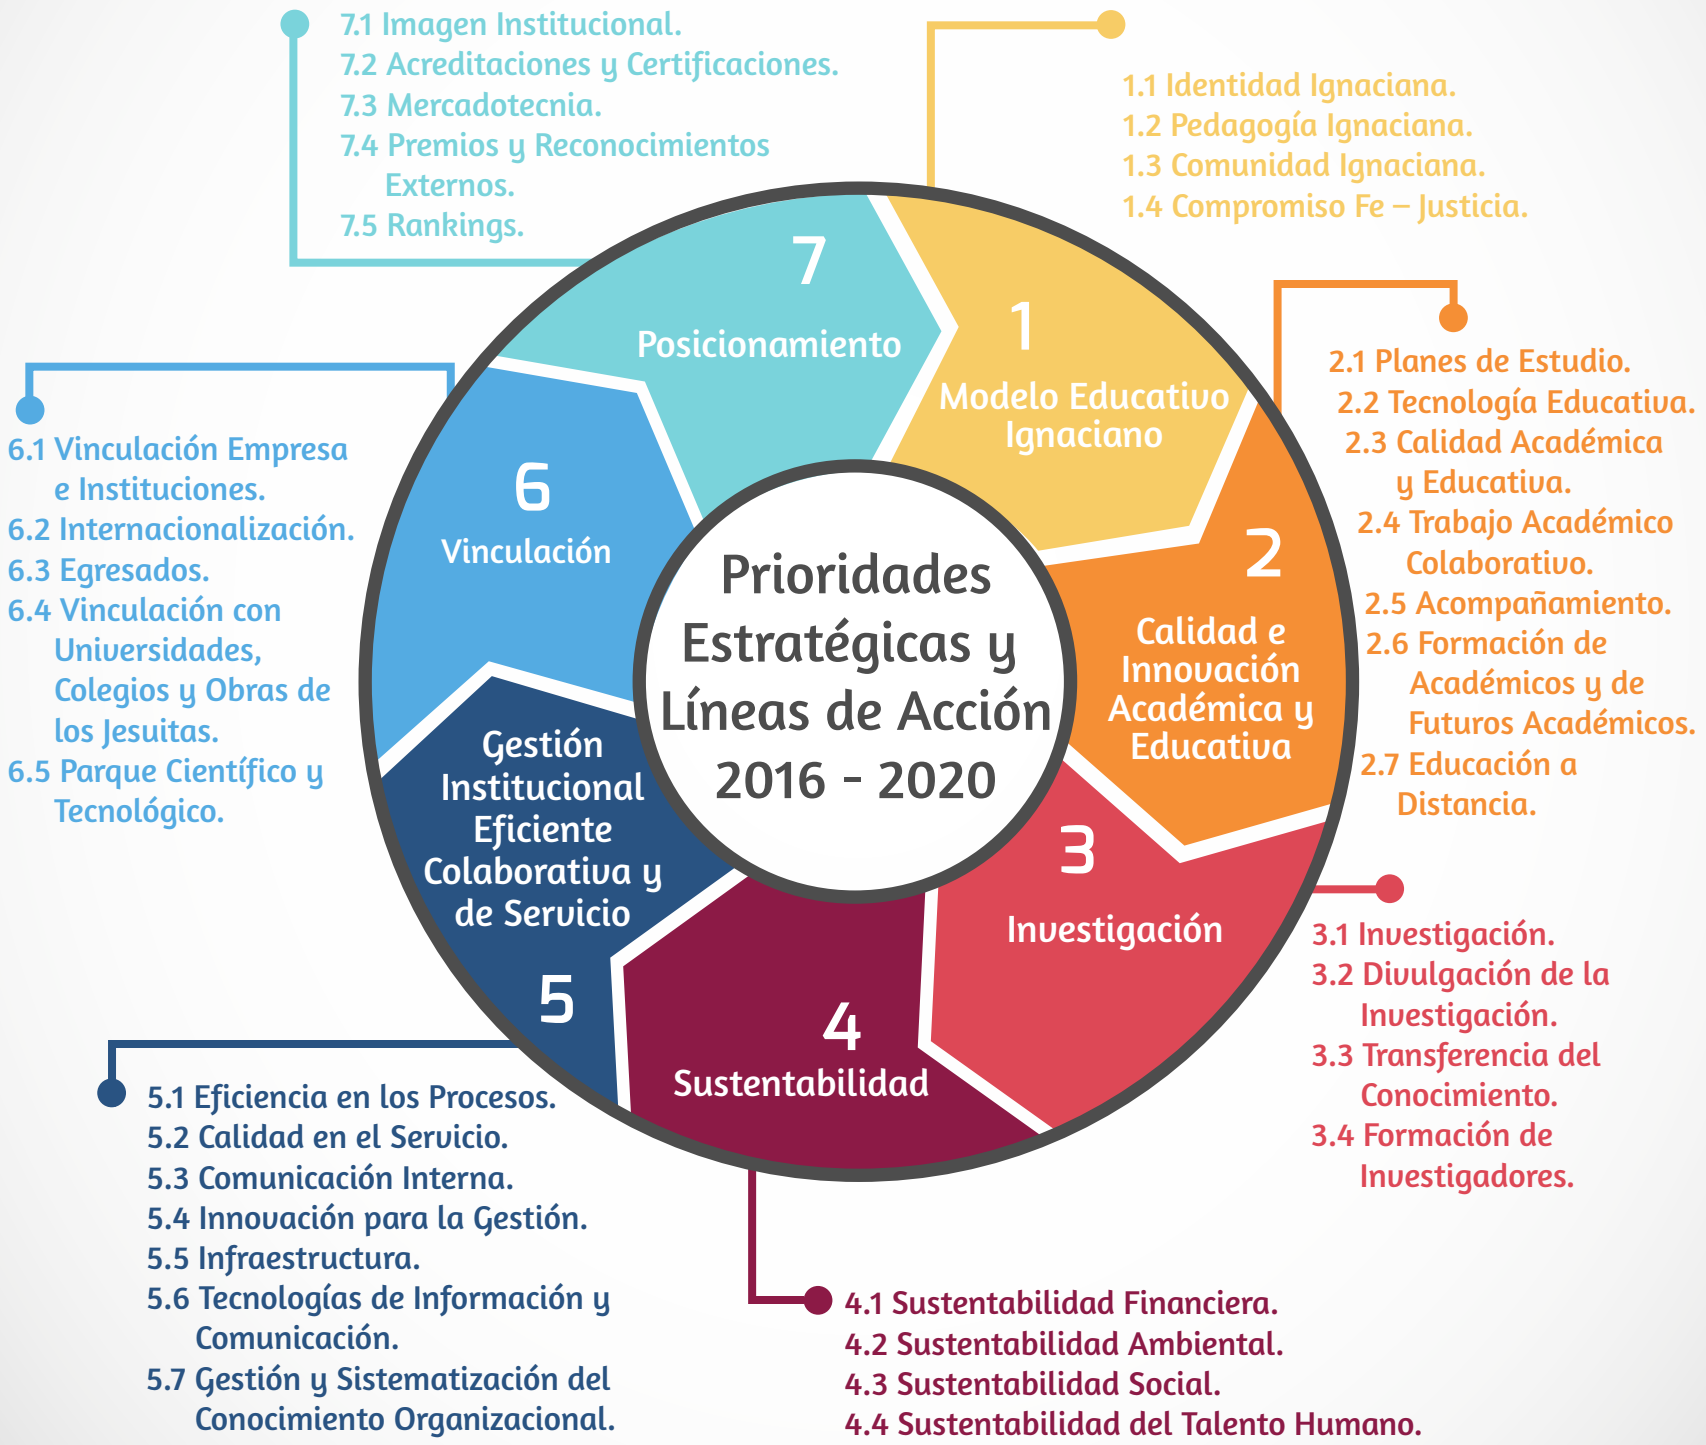 7.1 Imagen Institucional.
7.2 Acreditaciones y Certificaciones.
7.3 Mercadotecnia.
7.4 Premios y Reconocimientos
Externos.
7.5 Rankings.
1.1 Identidad Ignaciana.
1.2 Pedagogía Ignaciana.
1.3 Comunidad Ignaciana.
1.4 Compromiso Fe – Justicia.
7
Posicionamiento
1
Modelo Educativo
Ignaciano
2.1 Planes de Estudio.
2.2 Tecnología Educativa.
2.3 Calidad Académica
y Educativa.
2.4 Trabajo Académico
Colaborativo.
2.5 Acompañamiento.
2.6 Formación de
Académicos y de
Futuros Académicos.
2.7 Educación a
Distancia.
6.1 Vinculación Empresa
e Instituciones.
6.2 Internacionalización.
6.3 Egresados.
6.4 Vinculación con
Universidades,
Colegios y Obras de
los Jesuitas.
6.5 Parque Científico y
Tecnológico.
6
Vinculación
Prioridades
Estratégicas y
Líneas de Acción
2016 - 2020
2
Calidad e
Innovación
Académica y
Educativa
Gestión
Institucional
Eficiente
Colaborativa y
de Servicio
5
3
Investigación
4
Sustentabilidad
3.1 Investigación.
3.2 Divulgación de la
Investigación.
3.3 Transferencia del
Conocimiento.
3.4 Formación de
Investigadores.
5.1 Eficiencia en los Procesos.
5.2 Calidad en el Servicio.
5.3 Comunicación Interna.
5.4 Innovación para la Gestión.
5.5 Infraestructura.
5.6 Tecnologías de Información y
Comunicación.
5.7 Gestión y Sistematización del
Conocimiento Organizacional.
4.1 Sustentabilidad Financiera.
4.2 Sustentabilidad Ambiental.
4.3 Sustentabilidad Social.
4.4 Sustentabilidad del Talento Humano.